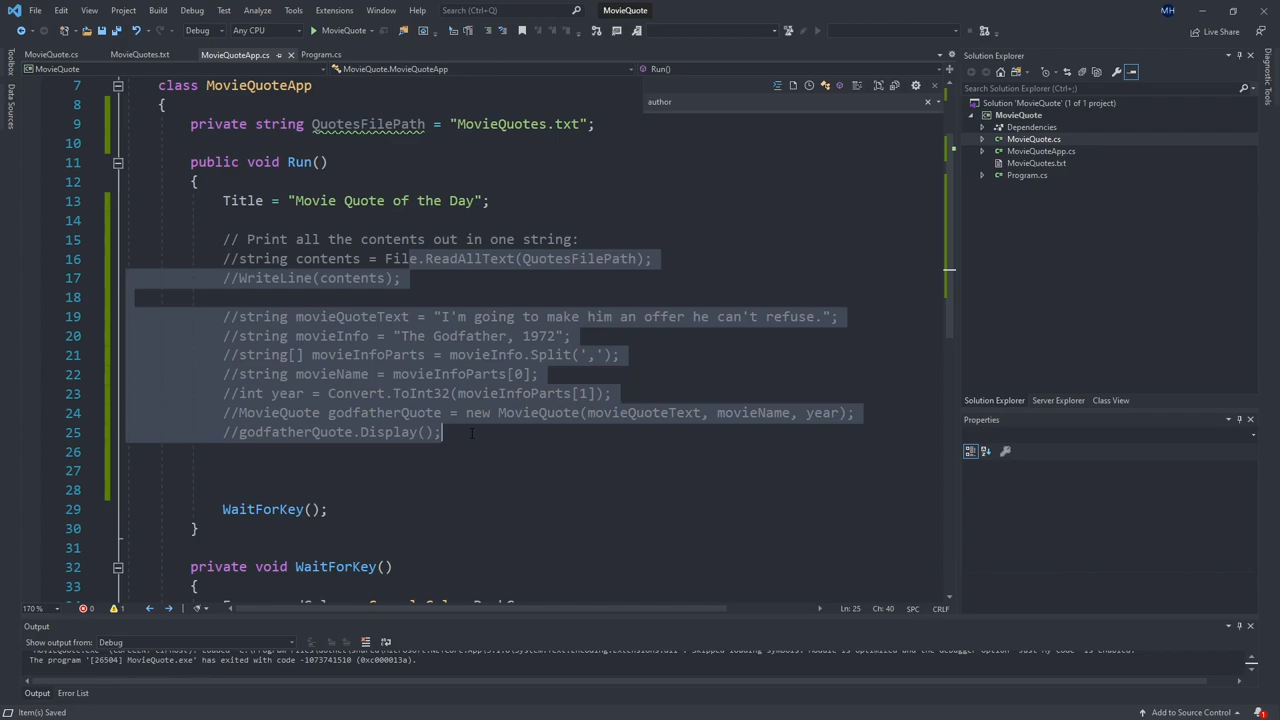 File Edit View Project Build Debug Test Analyze Tools Extensions Window Help Search (Ctrl+Q) MovieQuote MH
Debug Any CPU MovieQuote Live Share
MovieQuote.cs MovieQuotes.txt MovieQuoteApp.cs Program.cs
MovieQuote MovieQuote.MovieQuoteApp Run()
author
Toolbox
Data Sources
7 class MovieQuoteApp
8 {
9 private string QuotesFilePath = "MovieQuotes.txt";
10
11 public void Run()
12 {
13 Title = "Movie Quote of the Day";
14
15 // Print all the contents out in one string:
16 //string contents = File.ReadAllText(QuotesFilePath);
17 //WriteLine(contents);
18
19 //string movieQuoteText = "I'm going to make him an offer he can't refuse.";
20 //string movieInfo = "The Godfather, 1972";
21 //string[] movieInfoParts = movieInfo.Split(',');
22 //string movieName = movieInfoParts[0];
23 //int year = Convert.ToInt32(movieInfoParts[1]);
24 //MovieQuote godfatherQuote = new MovieQuote(movieQuoteText, movieName, year);
25 //godfatherQuote.Display();
26
27
28
29 WaitForKey();
30 }
31
32 private void WaitForKey()
33 {
170 % 0 1 Ln: 25 Ch: 40 SPC CRLF
Solution Explorer
Search Solution Explorer (Ctrl+;)
Solution 'MovieQuote' (1 of 1 project)
MovieQuote
Dependencies
MovieQuote.cs
MovieQuoteApp.cs
MovieQuotes.txt
Program.cs
Solution Explorer Server Explorer Class View
Properties
Diagnostic Tools
Output
Show output from: Debug
The program '[26504] MovieQuote.exe' has exited with code -1073741510 (0xc000013a).
Output Error List
Item(s) Saved Add to Source Control 1